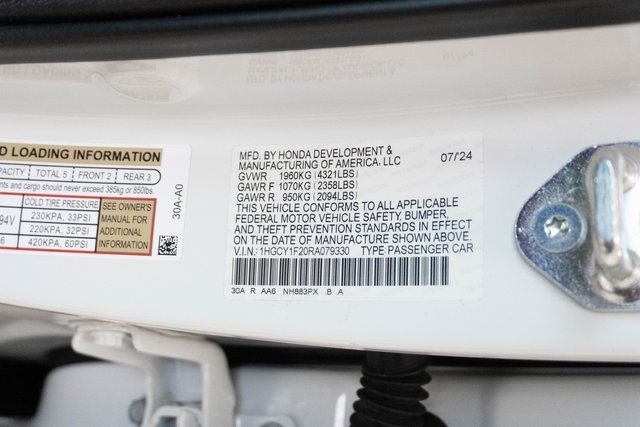 D LOADING INFORMATION
PACITY TOTAL 5 FRONT 2 REAR 3
nts and cargo should never exceed 385kg or 850lbs.
COLD TIRE PRESSURE SEE OWNER'S
94V 230KPA, 33PSI MANUAL FOR
220KPA, 32PSI ADDITIONAL
6 420KPA, 60PSI INFORMATION
30A-A0
MFD. BY HONDA DEVELOPMENT &
MANUFACTURING OF AMERICA, LLC 07/24
GVWR 1960KG (4321LBS)
GAWR F 1070KG (2358LBS)
GAWR R 950KG (2094LBS)
THIS VEHICLE CONFORMS TO ALL APPLICABLE
FEDERAL MOTOR VEHICLE SAFETY, BUMPER,
AND THEFT PREVENTION STANDARDS IN EFFECT
ON THE DATE OF MANUFACTURE SHOWN ABOVE.
V.I.N.: 1HGCY1F20RA079330 TYPE PASSENGER CAR
30A R AA6 NH883PX .B .A